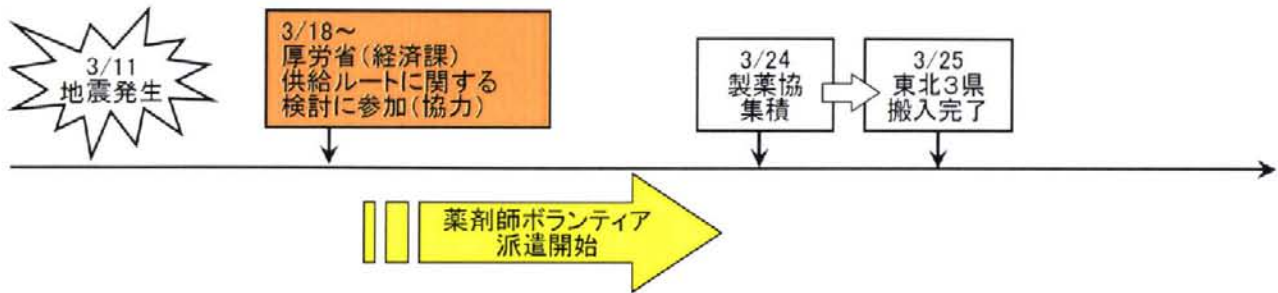 3/11
地震発生
3/18～
厚労省(経済課)
供給ルートに関する
検討に参加(協力)
3/24
製薬協
集積
3/25
東北3県
搬入完了
薬剤師ボランティア
派遣開始